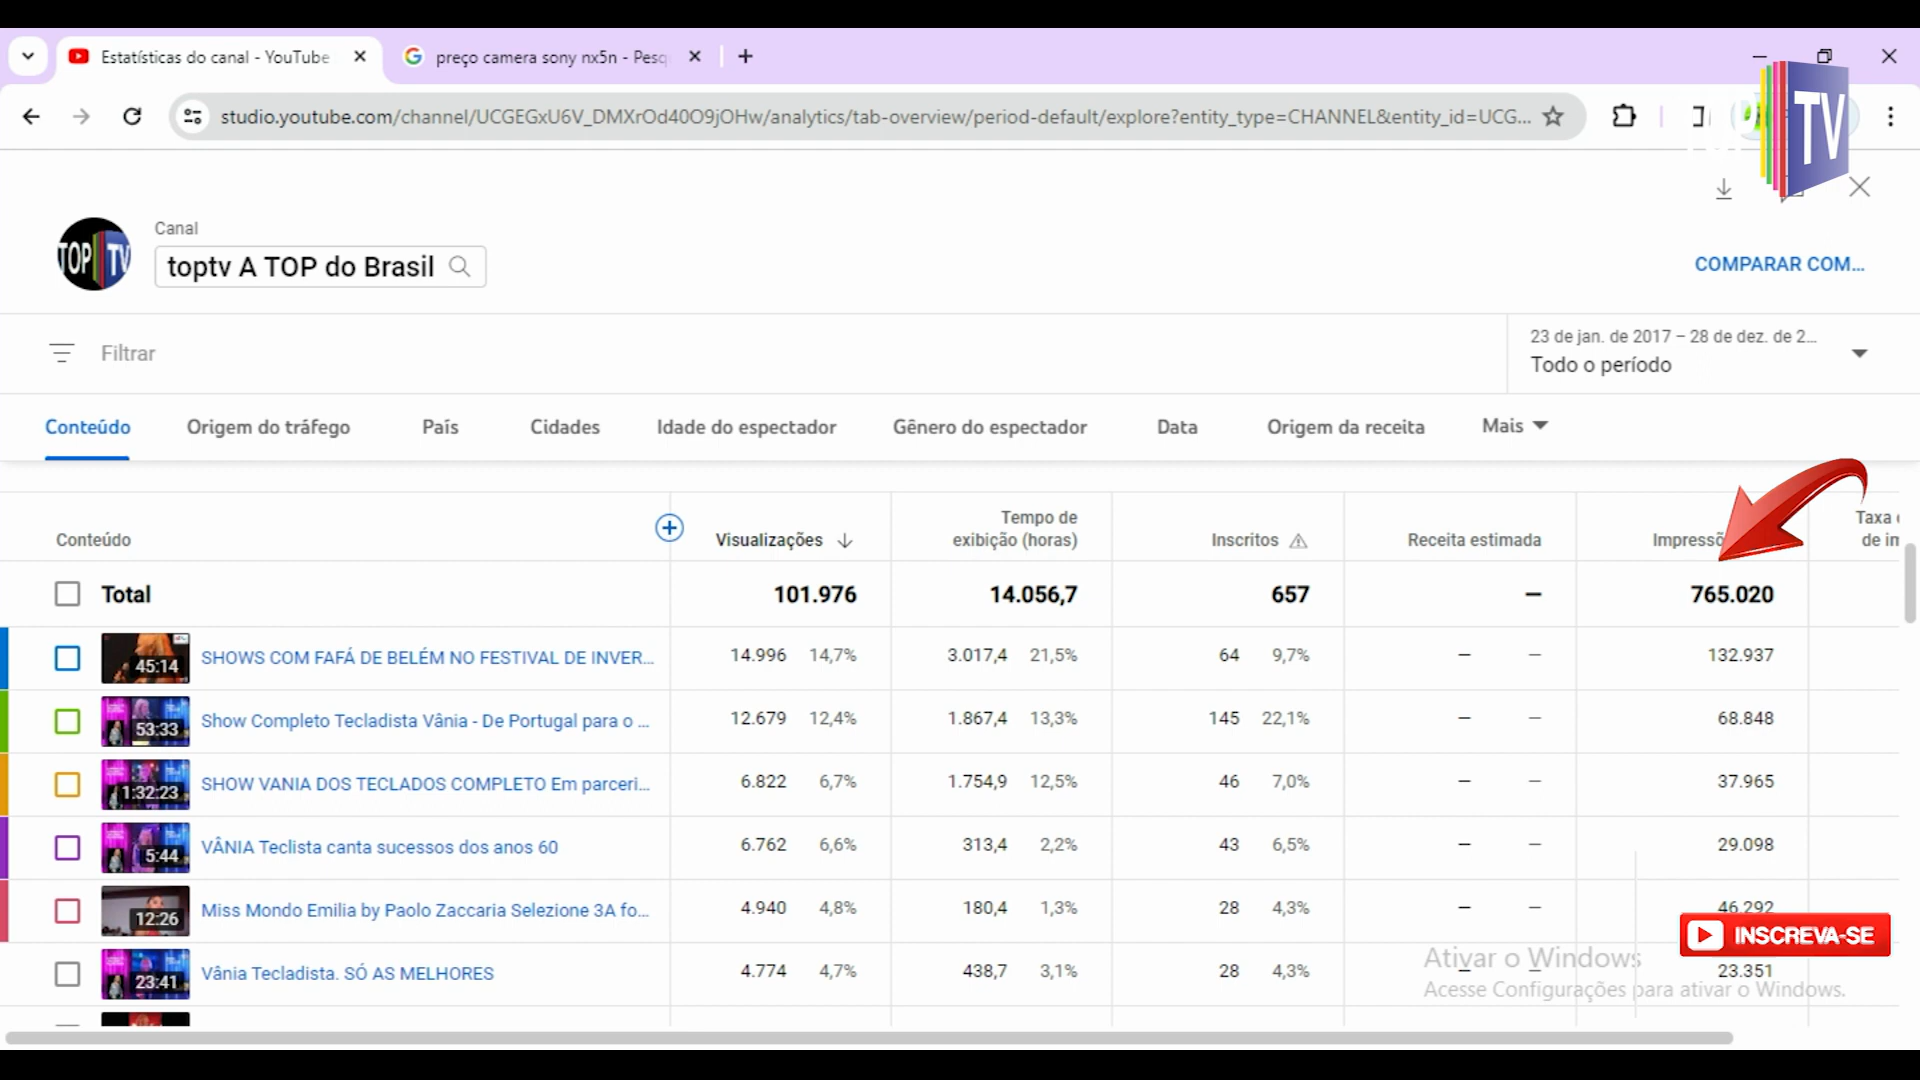 Estatísticas do canal - YouTube
preço camera sony nx5n - Pesq
studio.youtube.com/channel/UCGEGxU6V_DMXrOd40O9jOHw/analytics/tab-overview/period-default/explore?entity_type=CHANNEL&entity_id=UCG...
TV
TOP TV
Canal
toptv A TOP do Brasil
COMPARAR COM...
Filtrar
23 de jan. de 2017 – 28 de dez. de 2...
Todo o período
Conteúdo Origem do tráfego País Cidades Idade do espectador Gênero do espectador Data Origem da receita Mais
Conteúdo Visualizações Tempo de exibição (horas) Inscritos Receita estimada Impressõ Taxa de im
Total 101.976 14.056,7 657 — 765.020
45:14 SHOWS COM FAFÁ DE BELÉM NO FESTIVAL DE INVER... 14.996 14,7% 3.017,4 21,5% 64 9,7% — — 132.937
53:33 Show Completo Tecladista Vânia - De Portugal para o ... 12.679 12,4% 1.867,4 13,3% 145 22,1% — — 68.848
1:32:23 SHOW VANIA DOS TECLADOS COMPLETO Em parceri... 6.822 6,7% 1.754,9 12,5% 46 7,0% — — 37.965
5:44 VÂNIA Teclista canta sucessos dos anos 60 6.762 6,6% 313,4 2,2% 43 6,5% — — 29.098
12:26 Miss Mondo Emilia by Paolo Zaccaria Selezione 3A fo... 4.940 4,8% 180,4 1,3% 28 4,3% — — 46.292
INSCREVA-SE
23:41 Vânia Tecladista. SÓ AS MELHORES 4.774 4,7% 438,7 3,1% 28 4,3% — — 23.351
Ativar o Windows
Acesse Configurações para ativar o Windows.